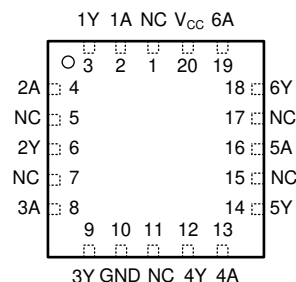 1Y 1A NC VCC 6A
3 2 1 20 19
2A 4 18 6Y
NC 5 17 NC
2Y 6 16 5A
NC 7 15 NC
3A 8 14 5Y
9 10 11 12 13
3Y GND NC 4Y 4A